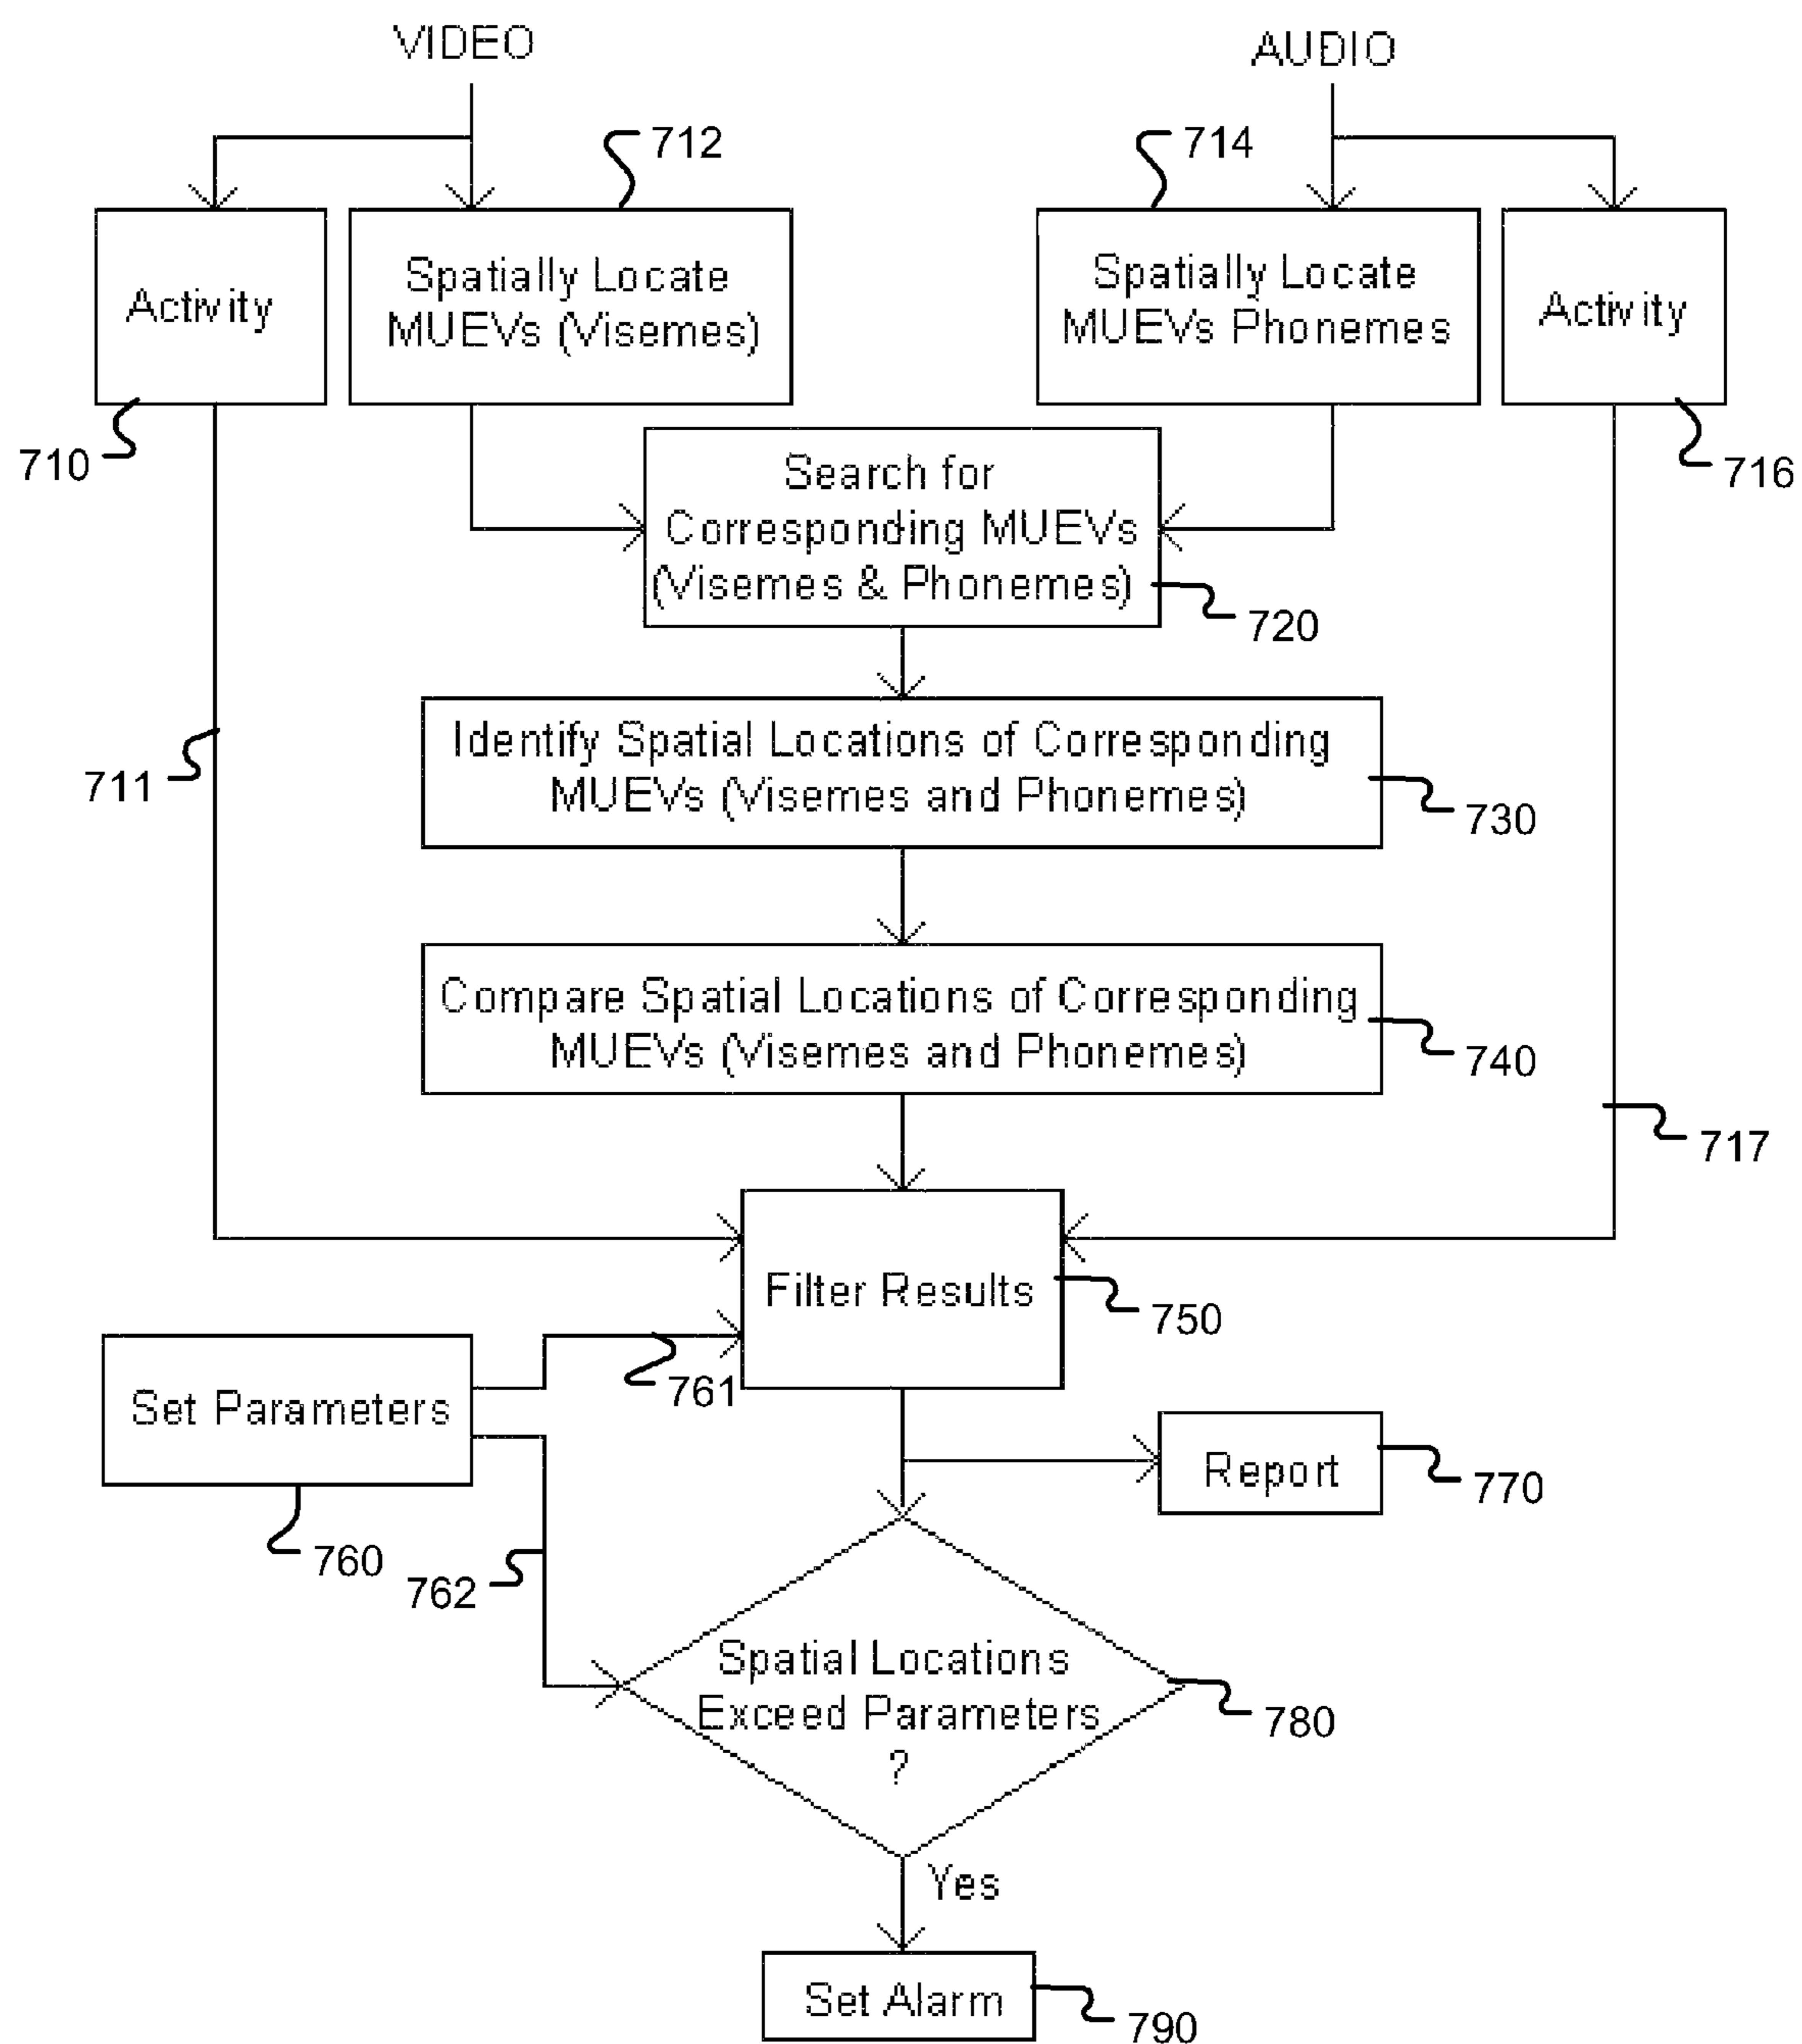 VIDEO
AUDIO
712
714
Activity
Spatially Locate
MUEVs (Visemes)
Spatially Locate
MUEVs Phonemes
Activity
710
716
Search for
Corresponding MUEVs
(Visemes & Phonemes)
720
711
Identify Spatial Locations of Corresponding
MUEVs (Visemes and Phonemes)
730
Compare Spatial Locations of Corresponding
MUEVs (Visemes and Phonemes)
740
717
Filter Results
750
761
Set Parameters
760
762
Report
770
Spatial Locations
Exceed Parameters
?
780
Yes
Set Alarm
790